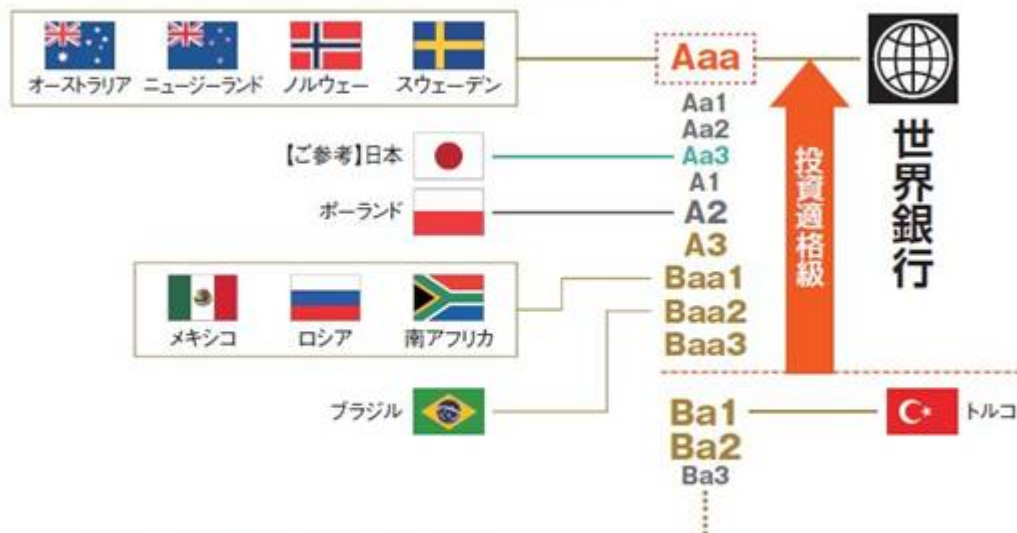 オーストラリア ニュージーランド ノルウェー スウェーデン
Aaa
Aa1
Aa2
【ご参考】日本
Aa3
A1
ポーランド
A2
A3
Baa1
メキシコ ロシア 南アフリカ
Baa2
Baa3
投資適格級
世界銀行
ブラジル
Ba1
トルコ
Ba2
Ba3